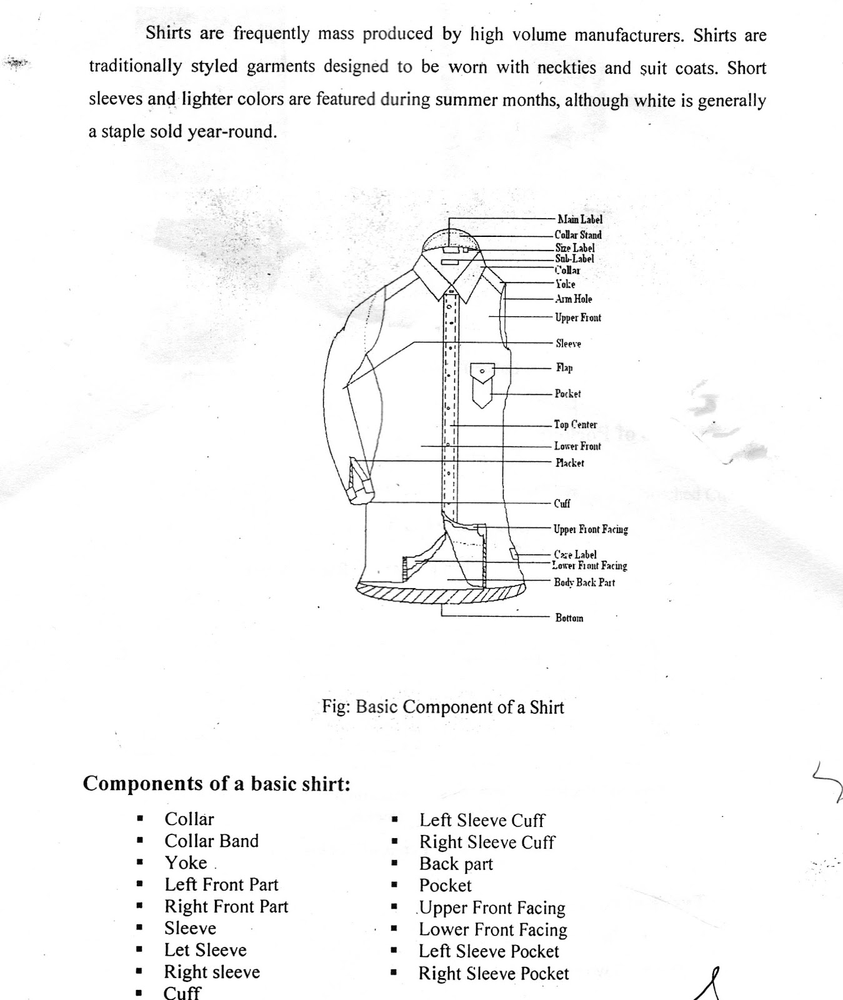 Shirts are frequently mass produced by high volume manufacturers. Shirts are
traditionally styled garments designed to be worn with neckties and suit coats. Short
sleeves and lighter colors are featured during summer months, although white is generally
a staple sold year-round.
Main Label
Collar Stand
Size Label
Sub-Label
Collar
Yoke
Arm Hole
Upper Front
Sleeve
Flap
Pocket
Top Center
Lower Front
Placket
Cuff
Upper Front Facing
Care Label
Lower Front Facing
Body Back Part
Bottom
Fig: Basic Component of a Shirt
Components of a basic shirt:
▪ Collar
▪ Collar Band
▪ Yoke
▪ Left Front Part
▪ Right Front Part
▪ Sleeve
▪ Let Sleeve
▪ Right sleeve
▪ Cuff
▪ Left Sleeve Cuff
▪ Right Sleeve Cuff
▪ Back part
▪ Pocket
▪ Upper Front Facing
▪ Lower Front Facing
▪ Left Sleeve Pocket
▪ Right Sleeve Pocket